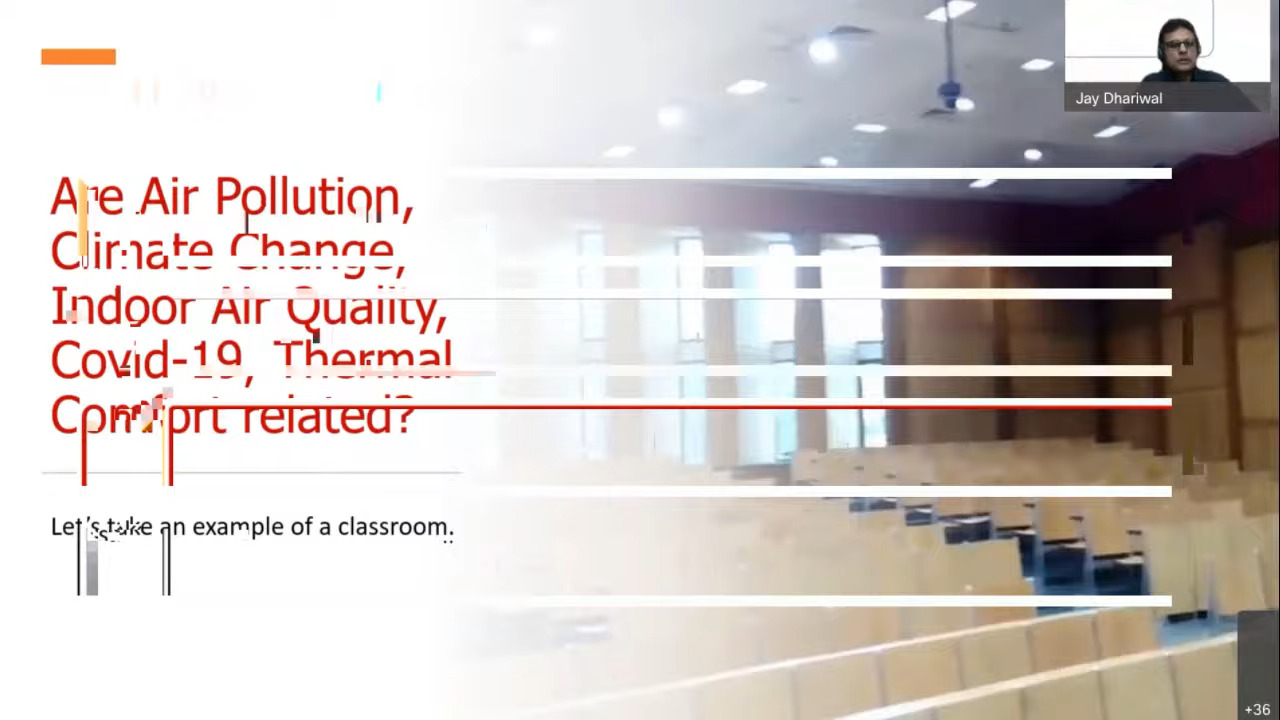 Are Air Pollution,
Climate Change,
Indoor Air Quality,
Covid-19, Thermal
Comfort related?
Let's take an example of a classroom.
Jay Dhariwal
+36